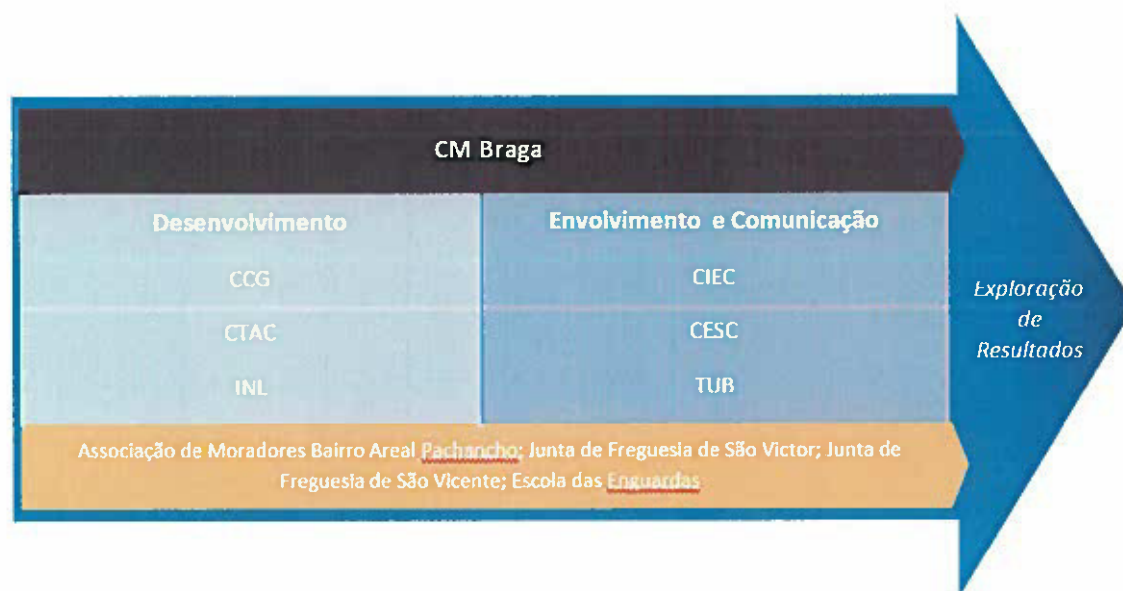 CM Braga
Desenvolvimento
Envolvimento e Comunicação
CCG
CIEC
CTAC
CESC
INL
TUB
Exploração
de
Resultados
Associação de Moradores Bairro Areal Pachancho; Junta de Freguesia de São Victor; Junta de
Freguesia de São Vicente; Escola das Enguardas